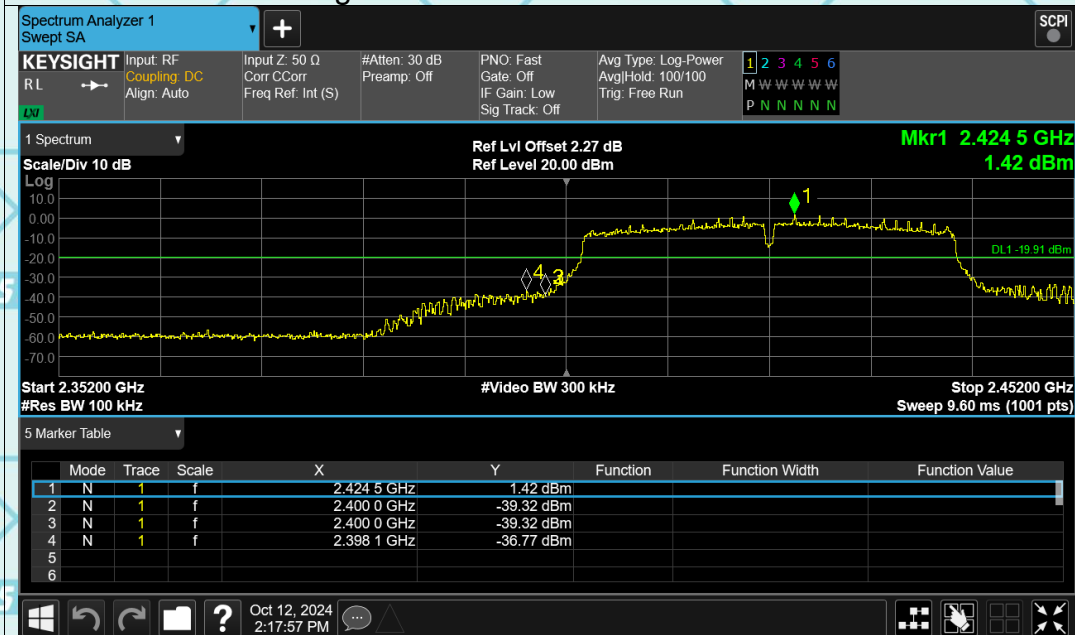 Spectrum Analyzer 1
Swept SA
+
SCPI
KEYSIGHT
R L
LXI
Input: RF
Coupling: DC
Align: Auto
Input Z: 50 Ω
Corr CCorr
Freq Ref: Int (S)
#Atten: 30 dB
Preamp: Off
PNO: Fast
Gate: Off
IF Gain: Low
Sig Track: Off
Avg Type: Log-Power
Avg|Hold: 100/100
Trig: Free Run
1 2 3 4 5 6
M W W W W W
P N N N N N
1 Spectrum
Scale/Div 10 dB
Ref Lvl Offset 2.27 dB
Ref Level 20.00 dBm
Mkr1 2.424 5 GHz
1.42 dBm
Log
10.0
0.00
-10.0
-20.0
-30.0
-40.0
-50.0
-60.0
-70.0
1
DL1 -19.91 dBm
4
Start 2.35200 GHz
#Video BW 300 kHz
Stop 2.45200 GHz
#Res BW 100 kHz
Sweep 9.60 ms (1001 pts)
5 Marker Table
Mode Trace Scale X Y Function Function Width Function Value
1 N 1 f 2.424 5 GHz 1.42 dBm
2 N 1 f 2.400 0 GHz -39.32 dBm
3 N 1 f 2.400 0 GHz -39.32 dBm
4 N 1 f 2.398 1 GHz -36.77 dBm
5
6
?
Oct 12, 2024
2:17:57 PM